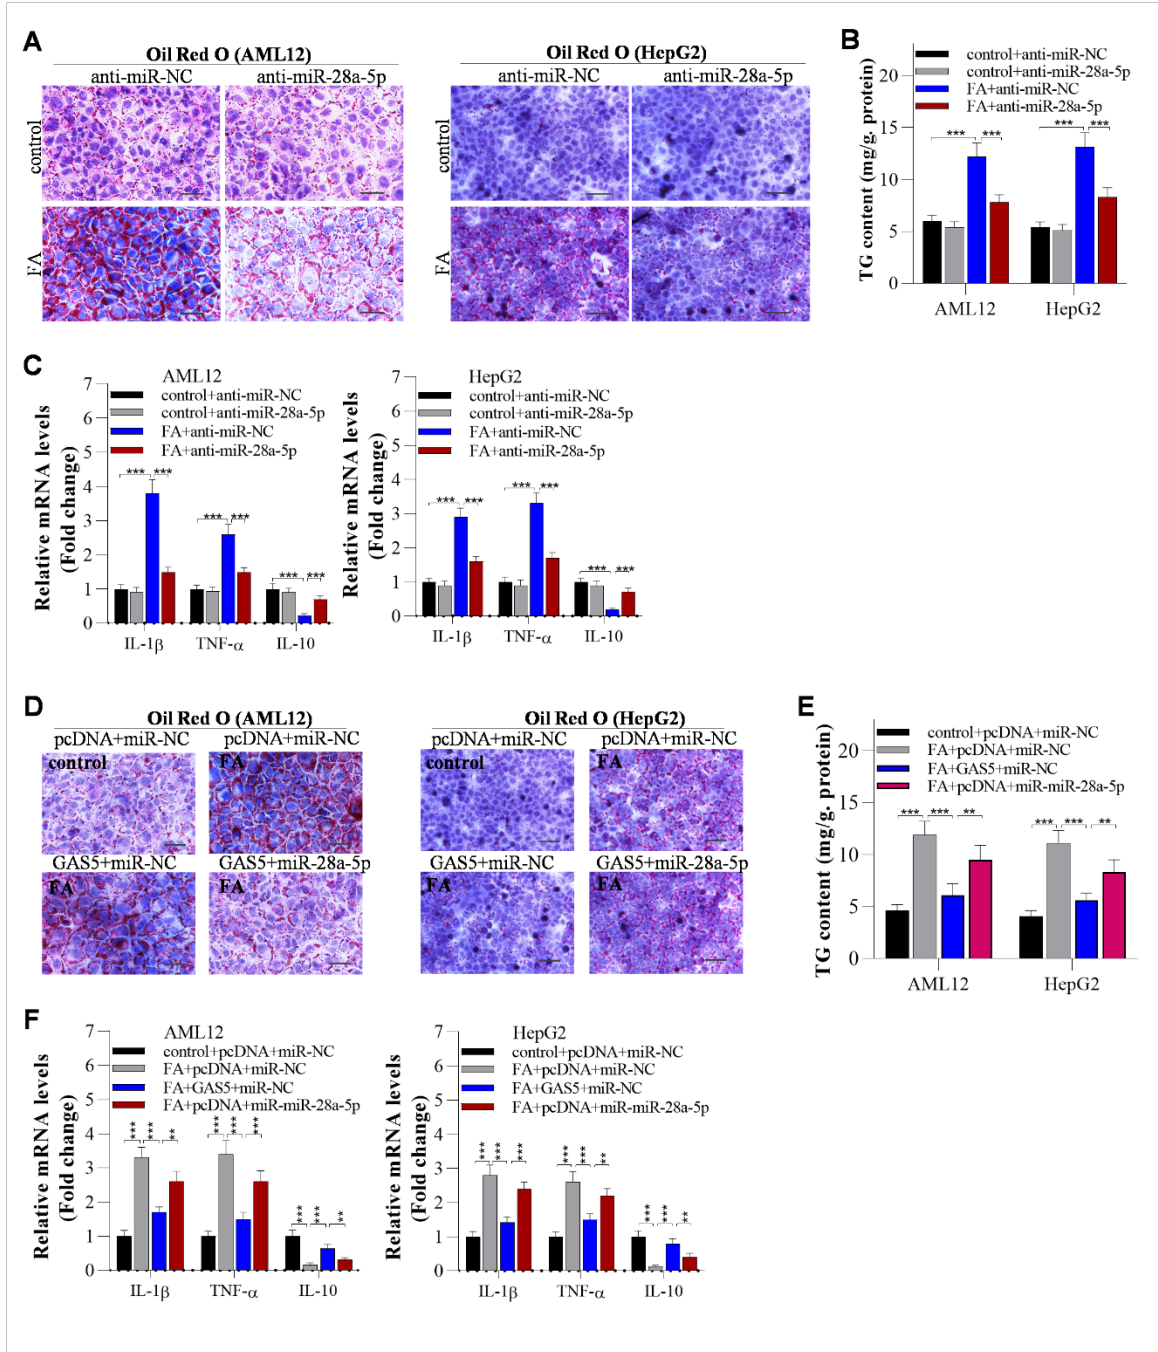 A
Oil Red O (AML12)
anti-miR-NC anti-miR-28a-5p
control
FA
Oil Red O (HepG2)
anti-miR-NC anti-miR-28a-5p
B
control+anti-miR-NC
control+anti-miR-28a-5p
FA+anti-miR-NC
FA+anti-miR-28a-5p
TG content (mg/g. protein)
20
15
10
5
0
*** *** *** ***
AML12 HepG2
C
AML12
control+anti-miR-NC
control+anti-miR-28a-5p
FA+anti-miR-NC
FA+anti-miR-28a-5p
Relative mRNA levels
(Fold change)
7
6
5
4
3
2
1
0
*** *** *** *** *** ***
IL-1β TNF-α IL-10
HepG2
control+anti-miR-NC
control+anti-miR-28a-5p
FA+anti-miR-NC
FA+anti-miR-28a-5p
Relative mRNA levels
(Fold change)
7
6
5
4
3
2
1
0
*** *** *** *** *** ***
IL-1β TNF-α IL-10
D
Oil Red O (AML12)
pcDNA+miR-NC pcDNA+miR-NC
control FA
GAS5+miR-NC GAS5+miR-28a-5p
FA FA
Oil Red O (HepG2)
pcDNA+miR-NC pcDNA+miR-NC
control FA
GAS5+miR-NC GAS5+miR-28a-5p
FA FA
E
control+pcDNA+miR-NC
FA+pcDNA+miR-NC
FA+GAS5+miR-NC
FA+pcDNA+miR-miR-28a-5p
TG content (mg/g. protein)
20
15
10
5
0
*** *** ** *** *** **
AML12 HepG2
F
AML12
control+pcDNA+miR-NC
FA+pcDNA+miR-NC
FA+GAS5+miR-NC
FA+pcDNA+miR-miR-28a-5p
Relative mRNA levels
(Fold change)
7
6
5
4
3
2
1
0
*** *** ** *** *** *** *** *** **
IL-1β TNF-α IL-10
HepG2
control+pcDNA+miR-NC
FA+pcDNA+miR-NC
FA+GAS5+miR-NC
FA+pcDNA+miR-miR-28a-5p
Relative mRNA levels
(Fold change)
7
6
5
4
3
2
1
0
*** *** *** *** *** ** *** *** **
IL-1β TNF-α IL-10